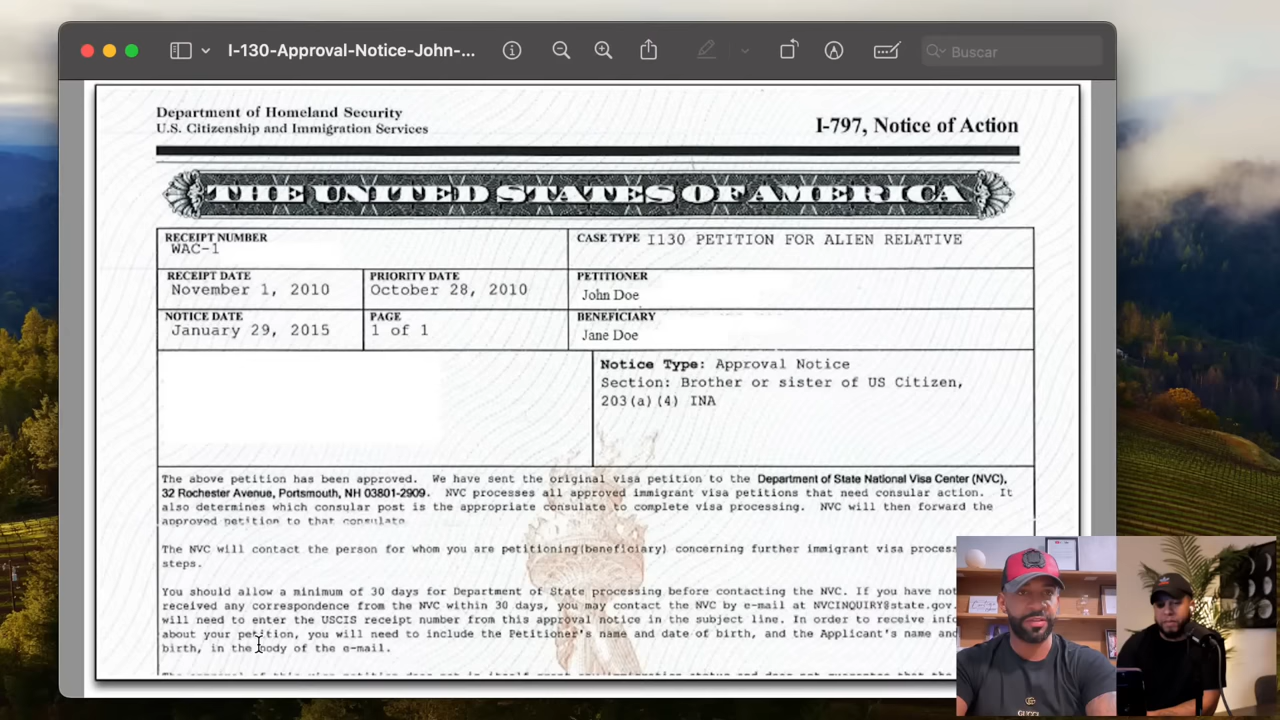 I-130-Approval-Notice-John-...
Buscar
Department of Homeland Security
U.S. Citizenship and Immigration Services
I-797, Notice of Action
THE UNITED STATES OF AMERICA
RECEIPT NUMBER
WAC-1
CASE TYPE I130 PETITION FOR ALIEN RELATIVE
RECEIPT DATE
November 1, 2010
PRIORITY DATE
October 28, 2010
PETITIONER
John Doe
NOTICE DATE
January 29, 2015
PAGE
1 of 1
BENEFICIARY
Jane Doe
Notice Type: Approval Notice
Section: Brother or sister of US Citizen,
203(a)(4) INA
The above petition has been approved. We have sent the original visa petition to the Department of State National Visa Center (NVC),
32 Rochester Avenue, Portsmouth, NH 03801-2909. NVC processes all approved immigrant visa petitions that need consular action. It
also determines which consular post is the appropriate consulate to complete visa processing. NVC will then forward the
approved petition to that consulate.
The NVC will contact the person for whom you are petitioning(beneficiary) concerning further immigrant visa process
steps.
You should allow a minimum of 30 days for Department of State processing before contacting the NVC. If you have not
received any correspondence from the NVC within 30 days, you may contact the NVC by e-mail at NVCINQUIRY@state.gov.
will need to enter the USCIS receipt number from this approval notice in the subject line. In order to receive info
about your petition, you will need to include the Petitioner's name and date of birth, and the Applicant's name and
birth, in the body of the e-mail.
GUCCI